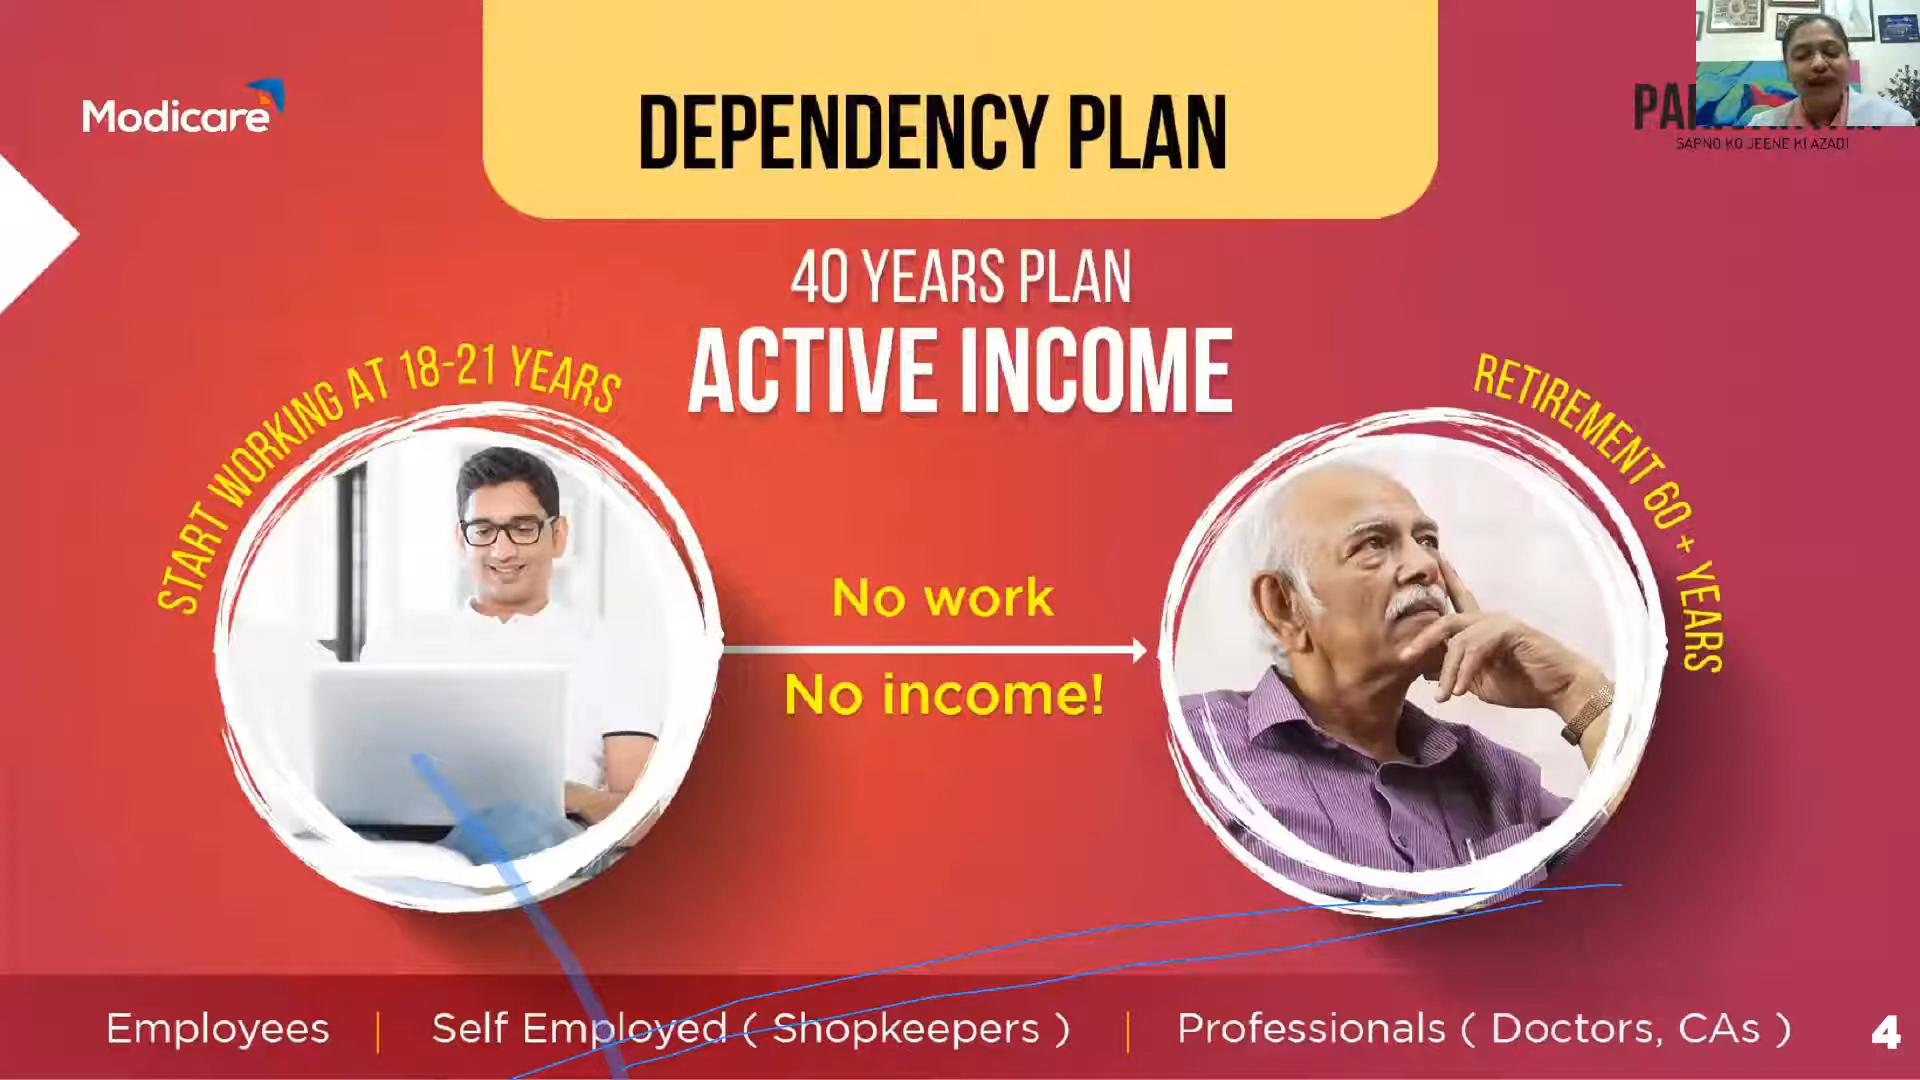 Modicare
DEPENDENCY PLAN
SAPNO KO JEENE KI AZADI
40 YEARS PLAN
ACTIVE INCOME
START WORKING AT 18-21 YEARS
RETIREMENT 60 + YEARS
No work
No income!
Employees | Self Employed ( Shopkeepers ) | Professionals ( Doctors, CAs )
4